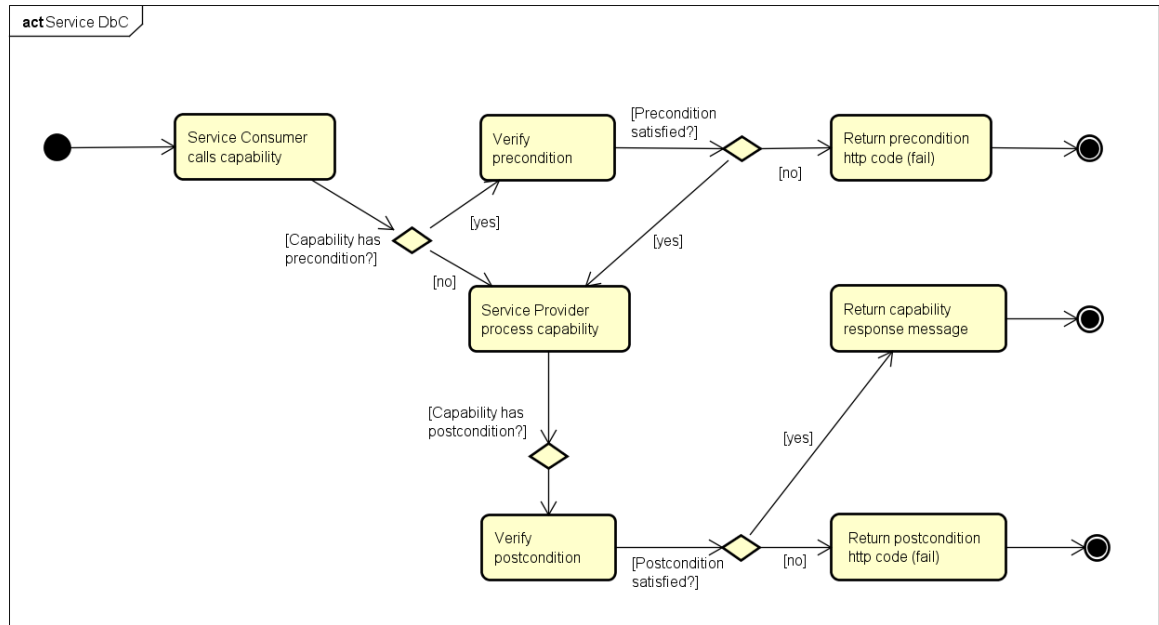 act Service DbC
Service Consumer
calls capability
Verify
precondition
[Precondition
satisfied?]
Return precondition
http code (fail)
[no]
[yes]
[Capability has
precondition?]
[yes]
[no]
Service Provider
process capability
Return capability
response message
[Capability has
postcondition?]
[yes]
Verify
postcondition
[Postcondition
satisfied?]
[no]
Return postcondition
http code (fail)